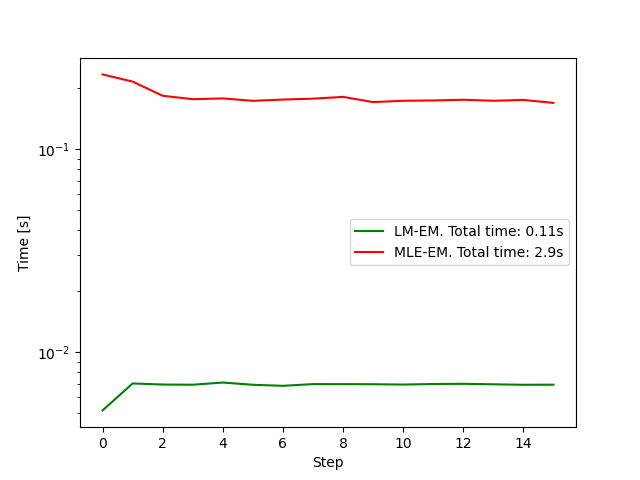 Time [s]
10⁻¹
10⁻²
LM-EM. Total time: 0.11s
MLE-EM. Total time: 2.9s
0 2 4 6 8 10 12 14
Step